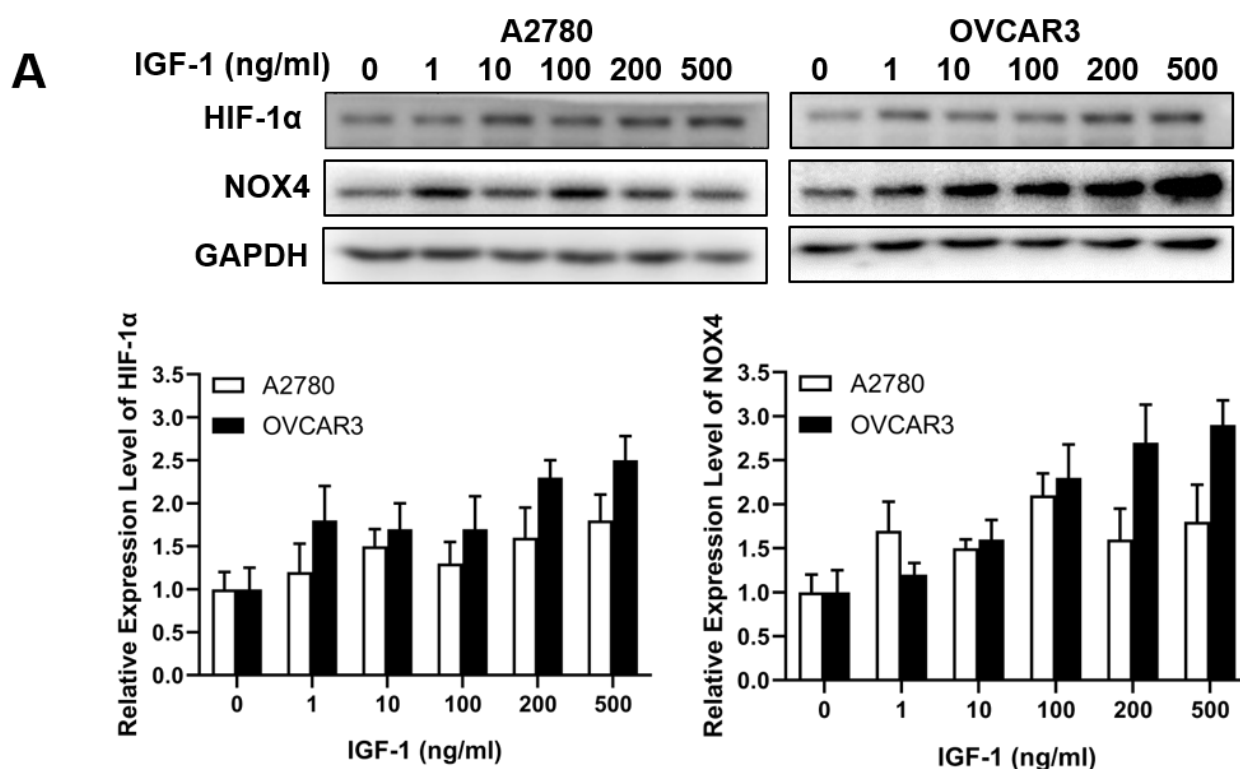 A
A2780 OVCAR3
IGF-1 (ng/ml) 0 1 10 100 200 500 0 1 10 100 200 500
HIF-1α
NOX4
GAPDH
Relative Expression Level of HIF-1α
3.5
3.0
2.5
2.0
1.5
1.0
0.5
0.0
A2780
OVCAR3
0 1 10 100 200 500
IGF-1 (ng/ml)
Relative Expression Level of NOX4
3.5
3.0
2.5
2.0
1.5
1.0
0.5
0.0
A2780
OVCAR3
0 1 10 100 200 500
IGF-1 (ng/ml)